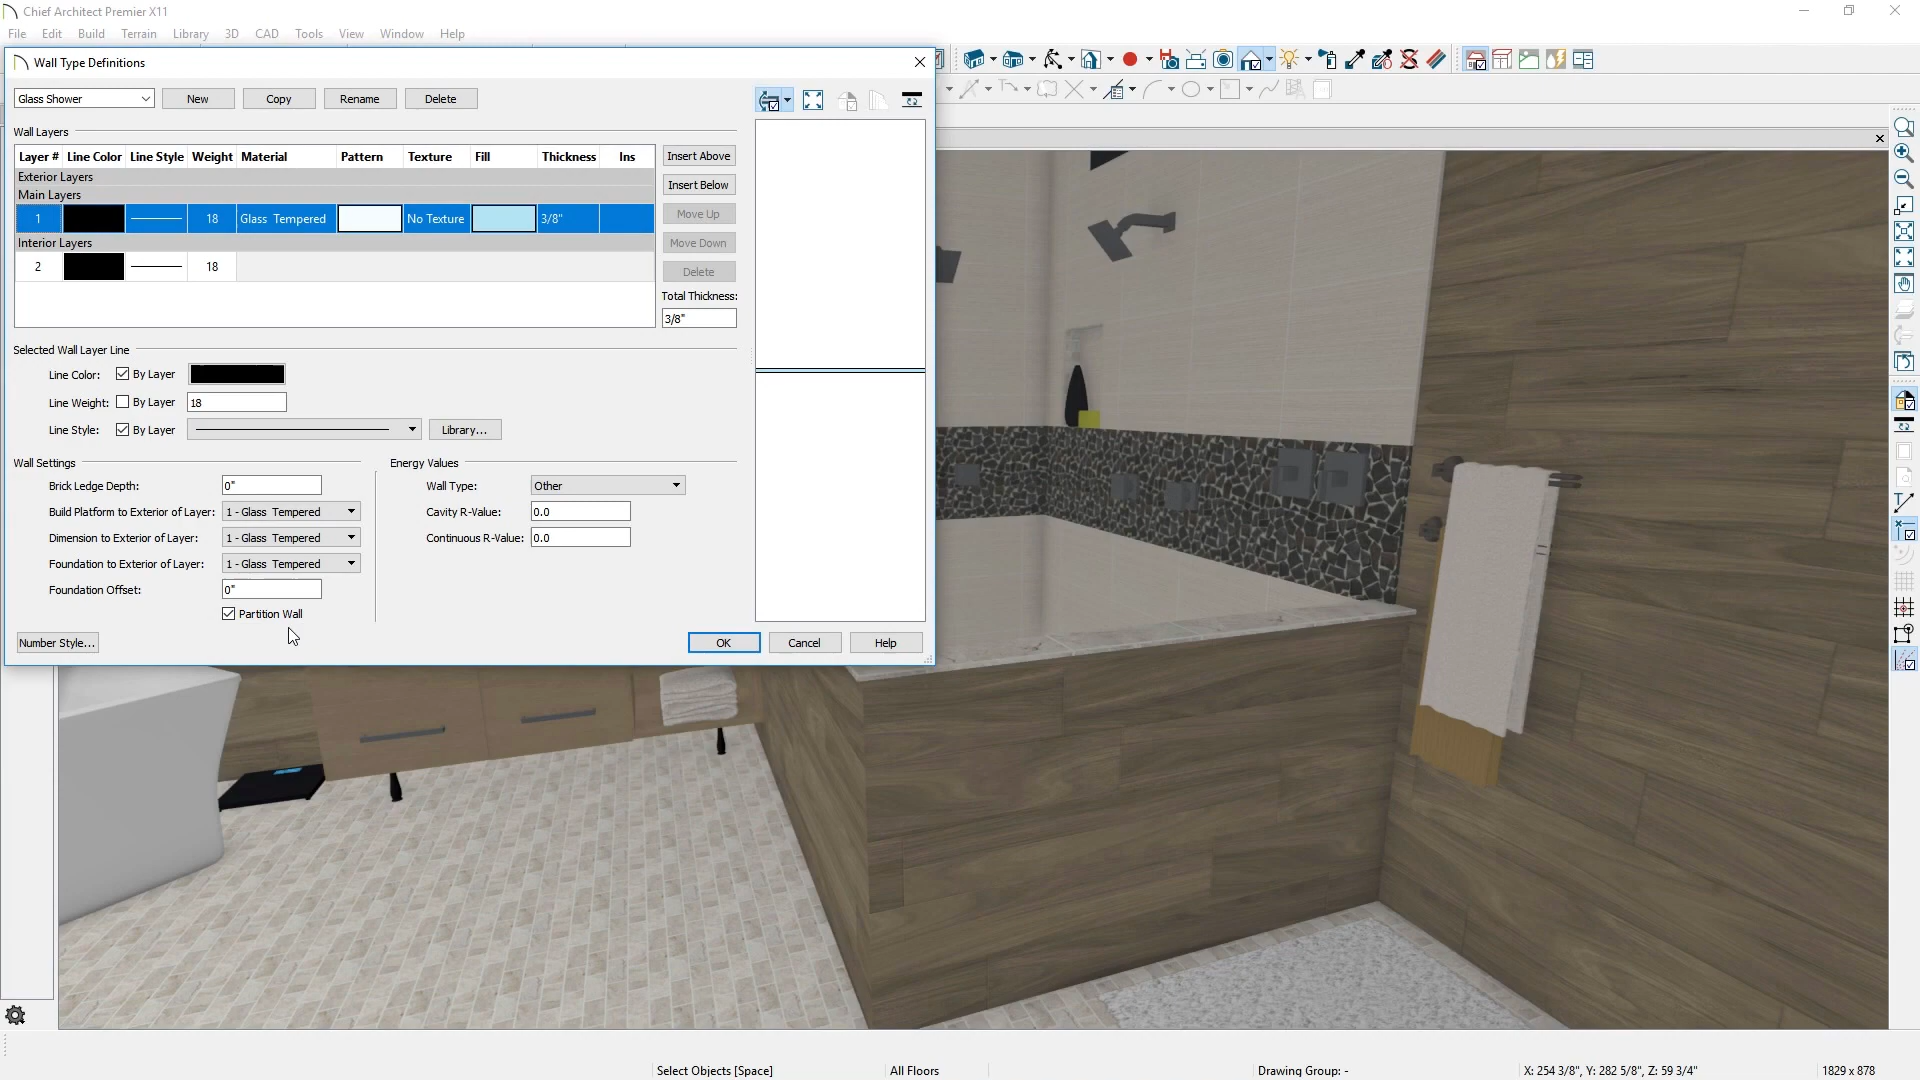 Chief Architect Premier X11
File Edit Build Terrain Library 3D CAD Tools View Window Help
Wall Type Definitions
Glass Shower New Copy Rename Delete
Wall Layers
Layer # Line Color Line Style Weight Material Pattern Texture Fill Thickness Ins
Insert Above
Exterior Layers
Insert Below
Main Layers
1 18 Glass Tempered No Texture 3/8"
Move Up
Interior Layers
Move Down
2 18
Delete
Total Thickness:
3/8"
Selected Wall Layer Line
Line Color: By Layer
Line Weight: By Layer 18
Line Style: By Layer Library...
Wall Settings
Brick Ledge Depth: 0"
Build Platform to Exterior of Layer: 1 - Glass Tempered
Dimension to Exterior of Layer: 1 - Glass Tempered
Foundation to Exterior of Layer: 1 - Glass Tempered
Foundation Offset: 0"
Partition Wall
Energy Values
Wall Type: Other
Cavity R-Value: 0.0
Continuous R-Value: 0.0
Number Style... OK Cancel Help
Select Objects [Space] All Floors Drawing Group: - X: 254 3/8", Y: 282 5/8", Z: 59 3/4" 1829 x 878